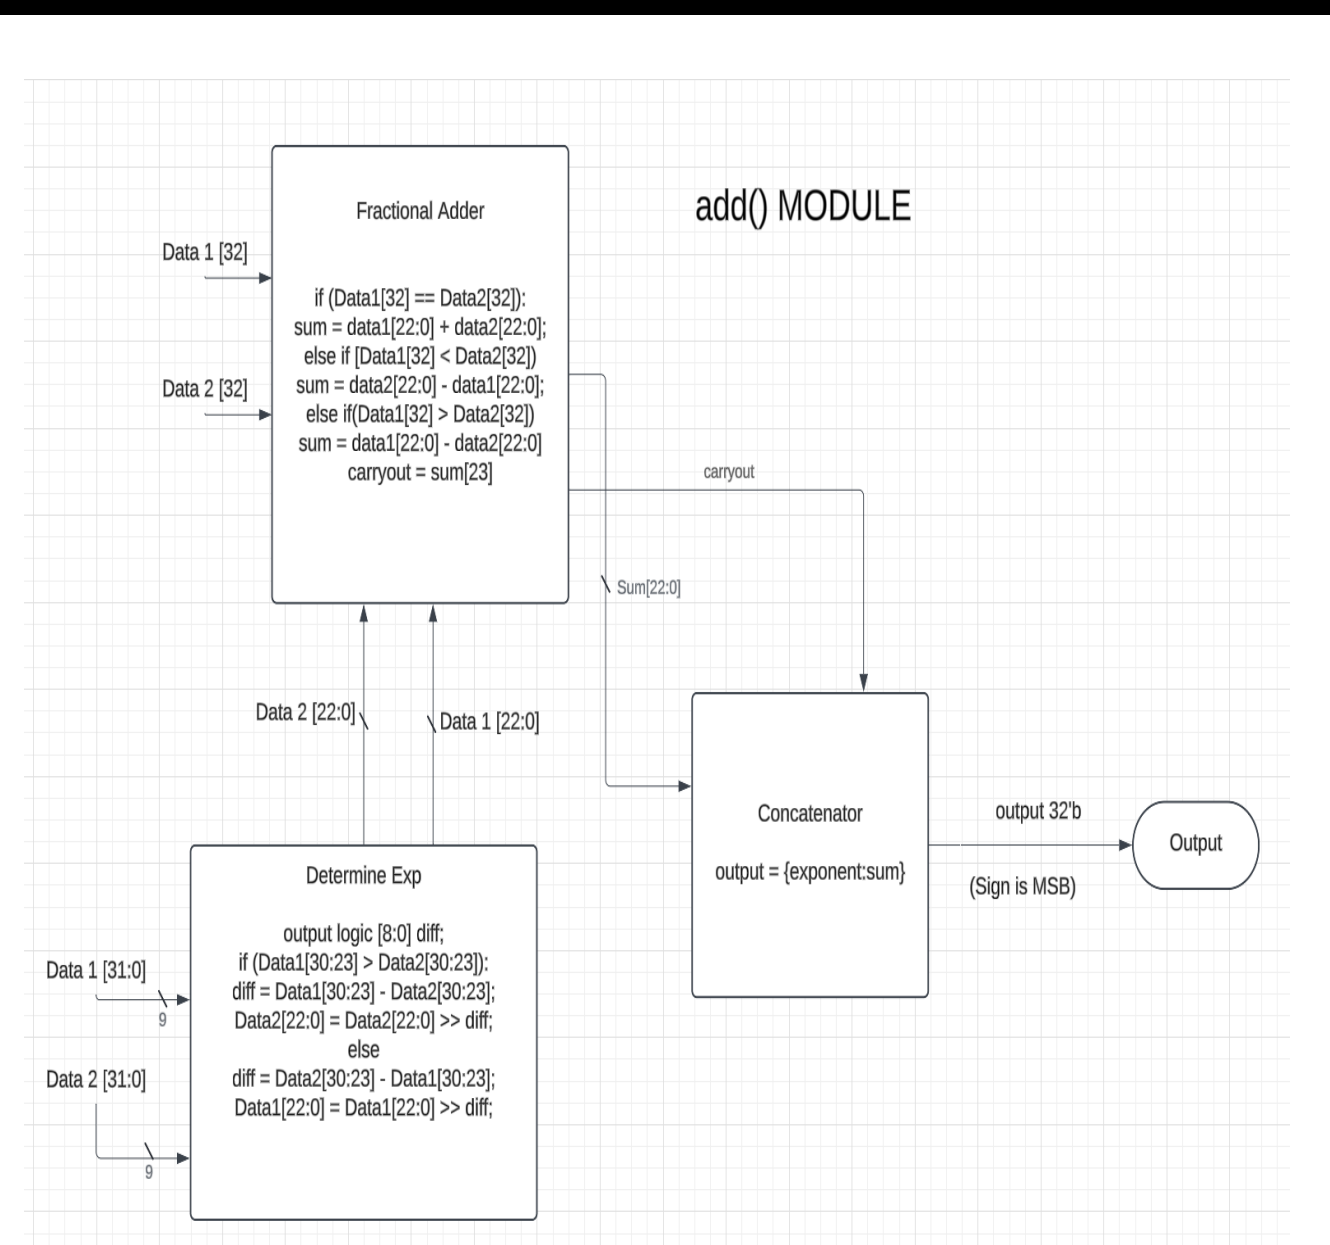 add() MODULE
Fractional Adder
Data 1 [32]
Data 2 [32]
if (Data1[32] == Data2[32]):
sum = data1[22:0] + data2[22:0];
else if [Data1[32] < Data2[32])
sum = data2[22:0] - data1[22:0];
else if(Data1[32] > Data2[32])
sum = data1[22:0] - data2[22:0]
carryout = sum[23]
carryout
Sum[22:0]
Data 2 [22:0]
Data 1 [22:0]
Concatenator
output = {exponent:sum}
output 32'b
(Sign is MSB)
Output
Determine Exp
output logic [8:0] diff;
if (Data1[30:23] > Data2[30:23]):
diff = Data1[30:23] - Data2[30:23];
Data2[22:0] = Data2[22:0] >> diff;
else
diff = Data2[30:23] - Data1[30:23];
Data1[22:0] = Data1[22:0] >> diff;
Data 1 [31:0]
9
Data 2 [31:0]
9